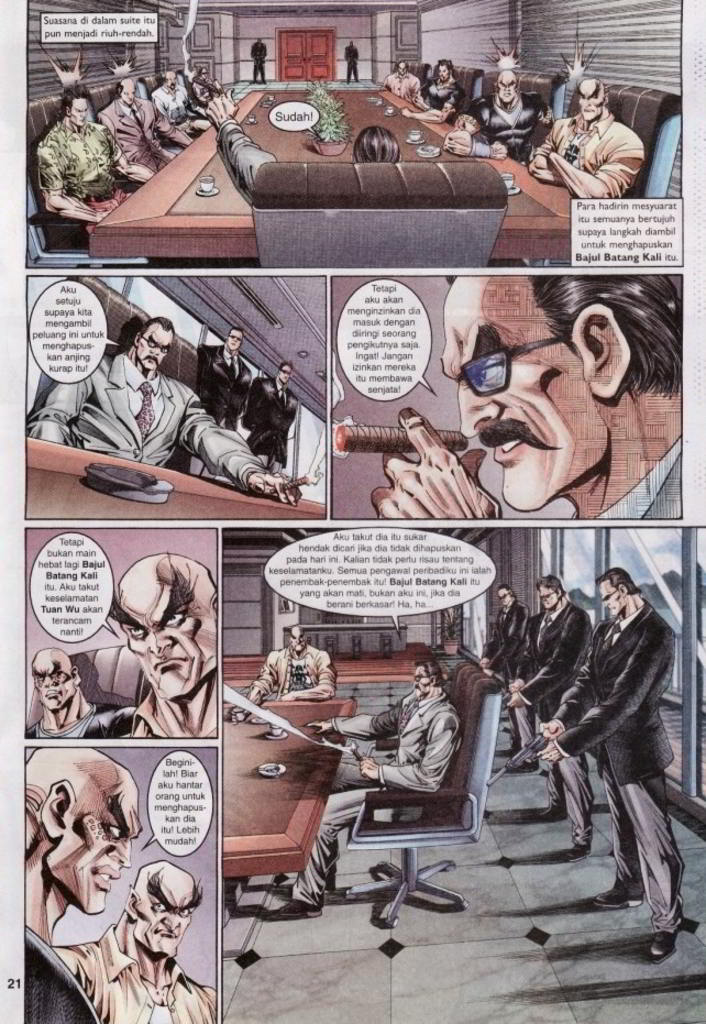 Suasana di dalam suite itu
pun menjadi riuh-rendah.
Sudah!
Para hadirin mesyuarat
itu semuanya bertujuh
supaya langkah diambil
untuk menghapuskan
Bajul Batang Kali itu.
Aku
setuju
supaya kita
mengambil
peluang ini untuk
menghapus-
kan anjing
kurap itu!
Tetapi
aku akan
menginzinkan dia
masuk dengan
diiringi seorang
pengikutnya saja.
Ingat! Jangan
izinkan mereka
itu membawa
senjata!
Tetapi
bukan main
hebat lagi Bajul
Batang Kali
itu. Aku takut
keselamatan
Tuan Wu akan
terancam
nanti!
Aku takut dia itu sukar
hendak dicari jika dia tidak dihapuskan
pada hari ini. Kalian tidak perlu risau tentang
keselamatanku. Semua pengawal peribadiku ini ialah
penembak-penembak itu! Bajul Batang Kali itu
yang akan mati, bukan aku ini, jika dia
berani berkasar! Ha, ha...
Begini-
lah! Biar
aku hantar
orang untuk
menghapus-
kan dia
itu! Lebih
mudah!
21